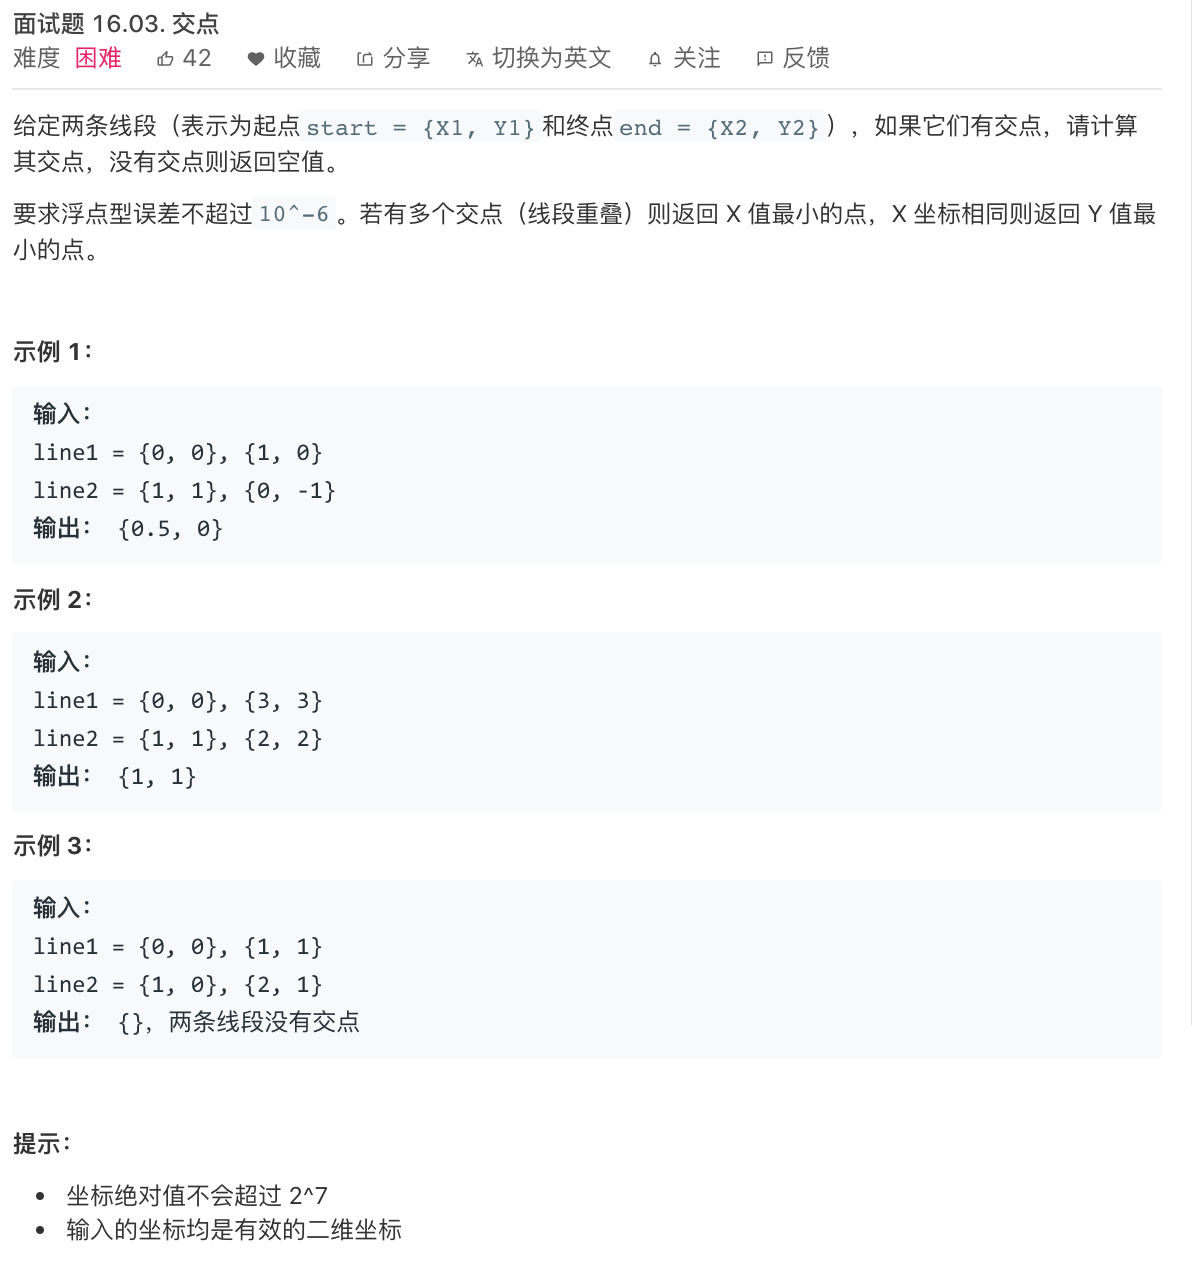 面试题 16.03. 交点
难度 困难 42 收藏 分享 切换为英文 关注 反馈
给定两条线段（表示为起点start = {X1, Y1}和终点end = {X2, Y2}），如果它们有交点，请计算
其交点，没有交点则返回空值。
要求浮点型误差不超过10^-6。若有多个交点（线段重叠）则返回 X 值最小的点，X 坐标相同则返回 Y 值最
小的点。
示例 1：
输入：
line1 = {0, 0}, {1, 0}
line2 = {1, 1}, {0, -1}
输出： {0.5, 0}
示例 2：
输入：
line1 = {0, 0}, {3, 3}
line2 = {1, 1}, {2, 2}
输出： {1, 1}
示例 3：
输入：
line1 = {0, 0}, {1, 1}
line2 = {1, 0}, {2, 1}
输出： {}，两条线段没有交点
提示：
• 坐标绝对值不会超过 2^7
• 输入的坐标均是有效的二维坐标